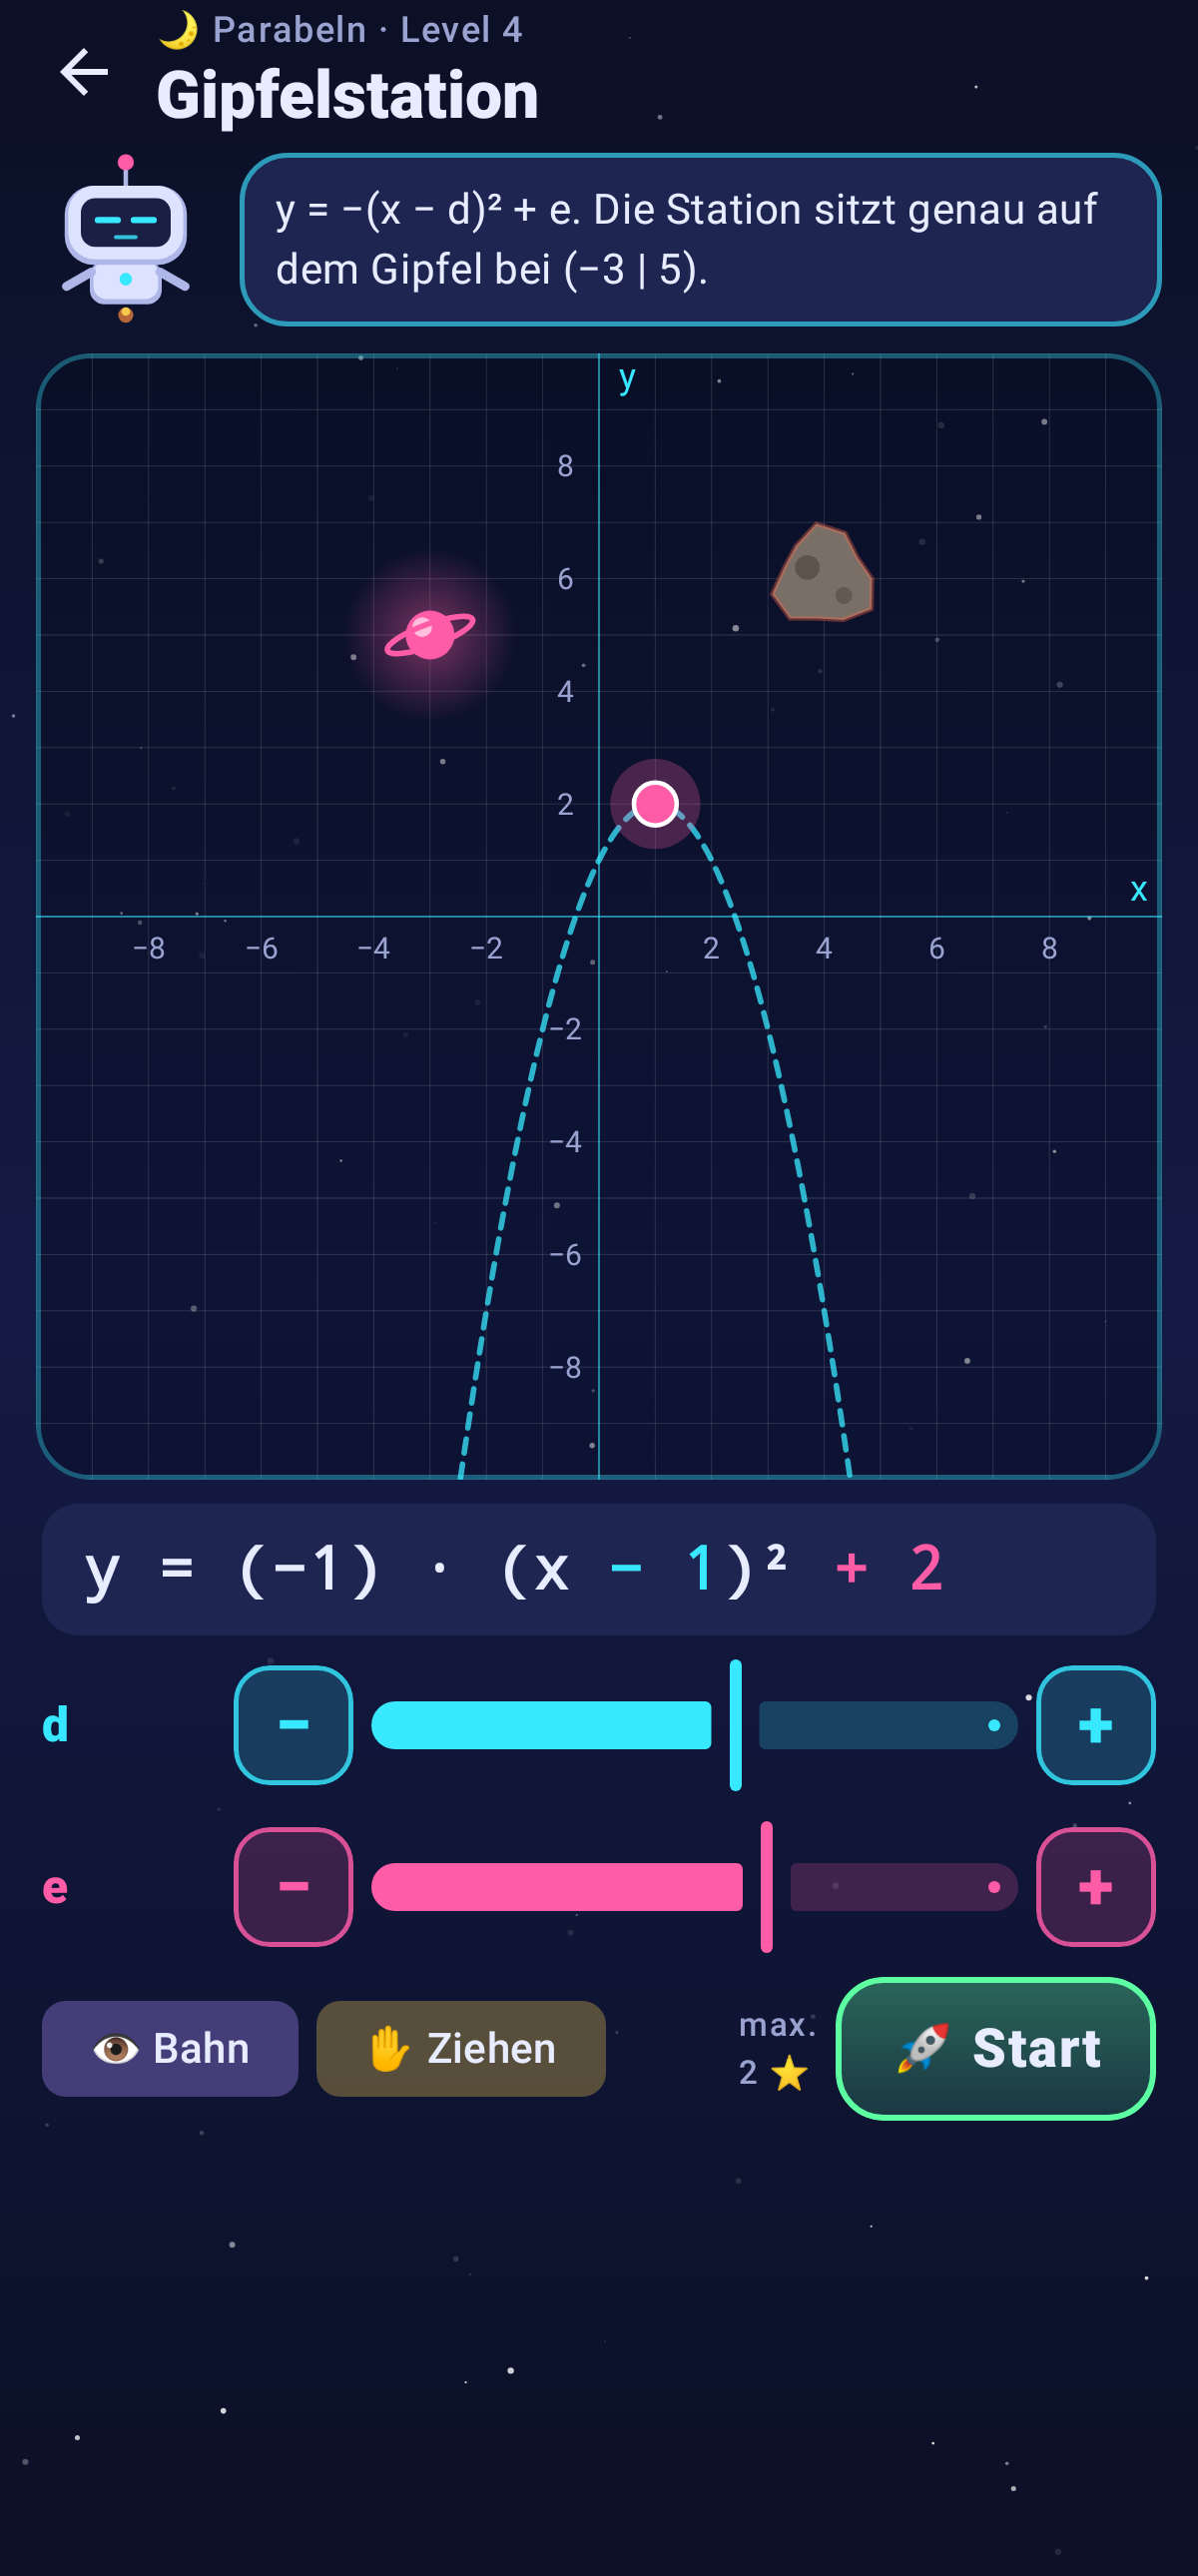 🌙 Parabeln · Level 4
Gipfelstation
y = −(x − d)² + e. Die Station sitzt genau auf
dem Gipfel bei (−3 | 5).
y
8
6
4
2
x
−8 −6 −4 −2 2 4 6 8
−2
−4
−6
−8
y = (−1) · (x − 1)² + 2
d − +
e − +
👁️ Bahn ✋ Ziehen
max.
2 ⭐
🚀 Start